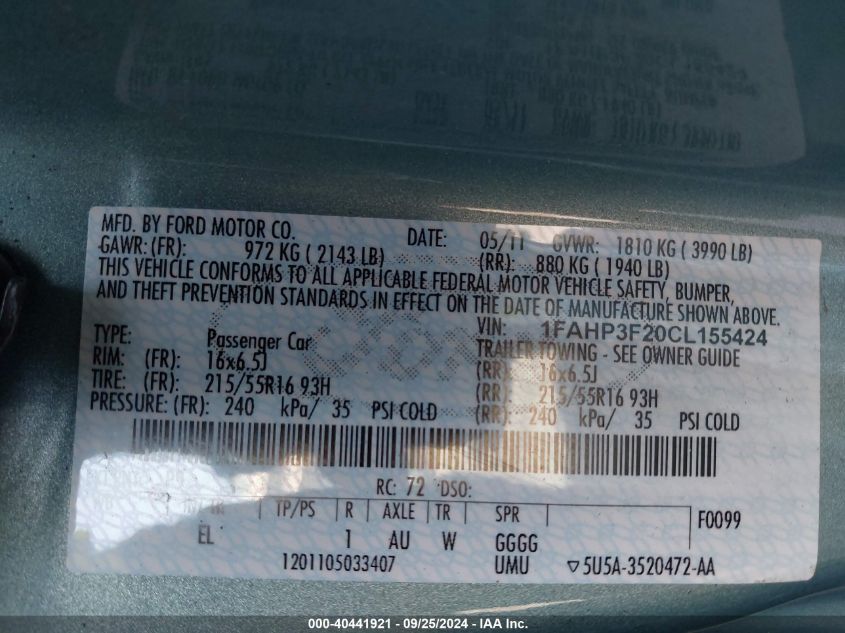 MFD. BY FORD MOTOR CO.
DATE: 05/11 GVWR: 1810 KG ( 3990 LB)
GAWR: (FR): 972 KG ( 2143 LB) (RR): 880 KG ( 1940 LB)
THIS VEHICLE CONFORMS TO ALL APPLICABLE FEDERAL MOTOR VEHICLE SAFETY, BUMPER,
AND THEFT PREVENTION STANDARDS IN EFFECT ON THE DATE OF MANUFACTURE SHOWN ABOVE.
VIN: 1FAHP3F20CL155424
TYPE: Passenger Car TRAILER TOWING - SEE OWNER GUIDE
RIM: (FR): 16x6.5J (RR): 16x6.5J
TIRE: (FR): 215/55R16 93H (RR): 215/55R16 93H
PRESSURE: (FR): 240 kPa/ 35 PSI COLD (RR): 240 kPa/ 35 PSI COLD
RC: 72 DSO:
TR TP/PS R AXLE TR SPR F0099
EL 1 AU W GGGG
1201105033407 UMU ▽5U5A-3520472-AA
000-40441921 - 09/25/2024 - IAA, Inc.